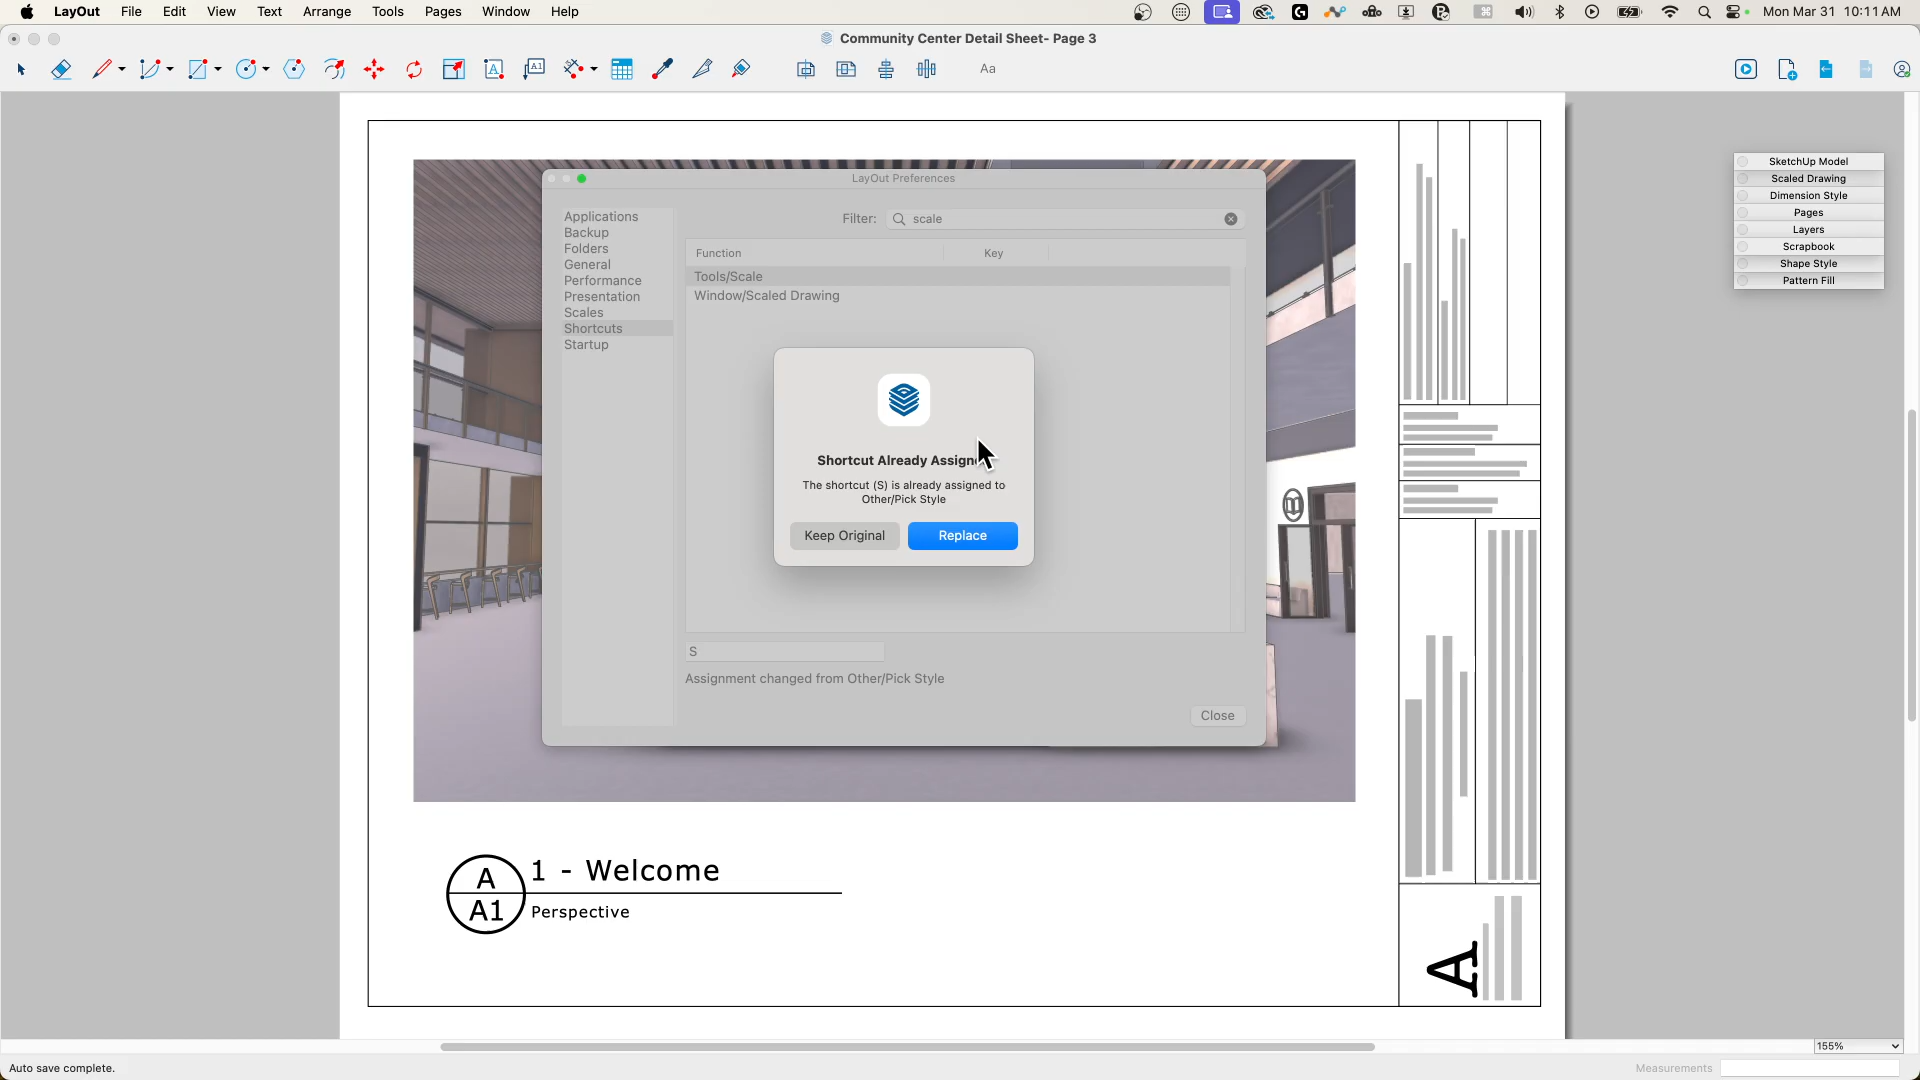 LayOut File Edit View Text Arrange Tools Pages Window Help
Mon Mar 31 10:11 AM
Community Center Detail Sheet- Page 3
Aa
LayOut Preferences
Applications
Backup
Folders
General
Performance
Presentation
Scales
Shortcuts
Startup
Filter: scale
Function Key
Tools/Scale
Window/Scaled Drawing
Shortcut Already Assign
The shortcut (S) is already assigned to
Other/Pick Style
Keep Original Replace
S
Assignment changed from Other/Pick Style
Close
SketchUp Model
Scaled Drawing
Dimension Style
Pages
Layers
Scrapbook
Shape Style
Pattern Fill
A
A1
1 - Welcome
Perspective
A
155%
Auto save complete.
Measurements